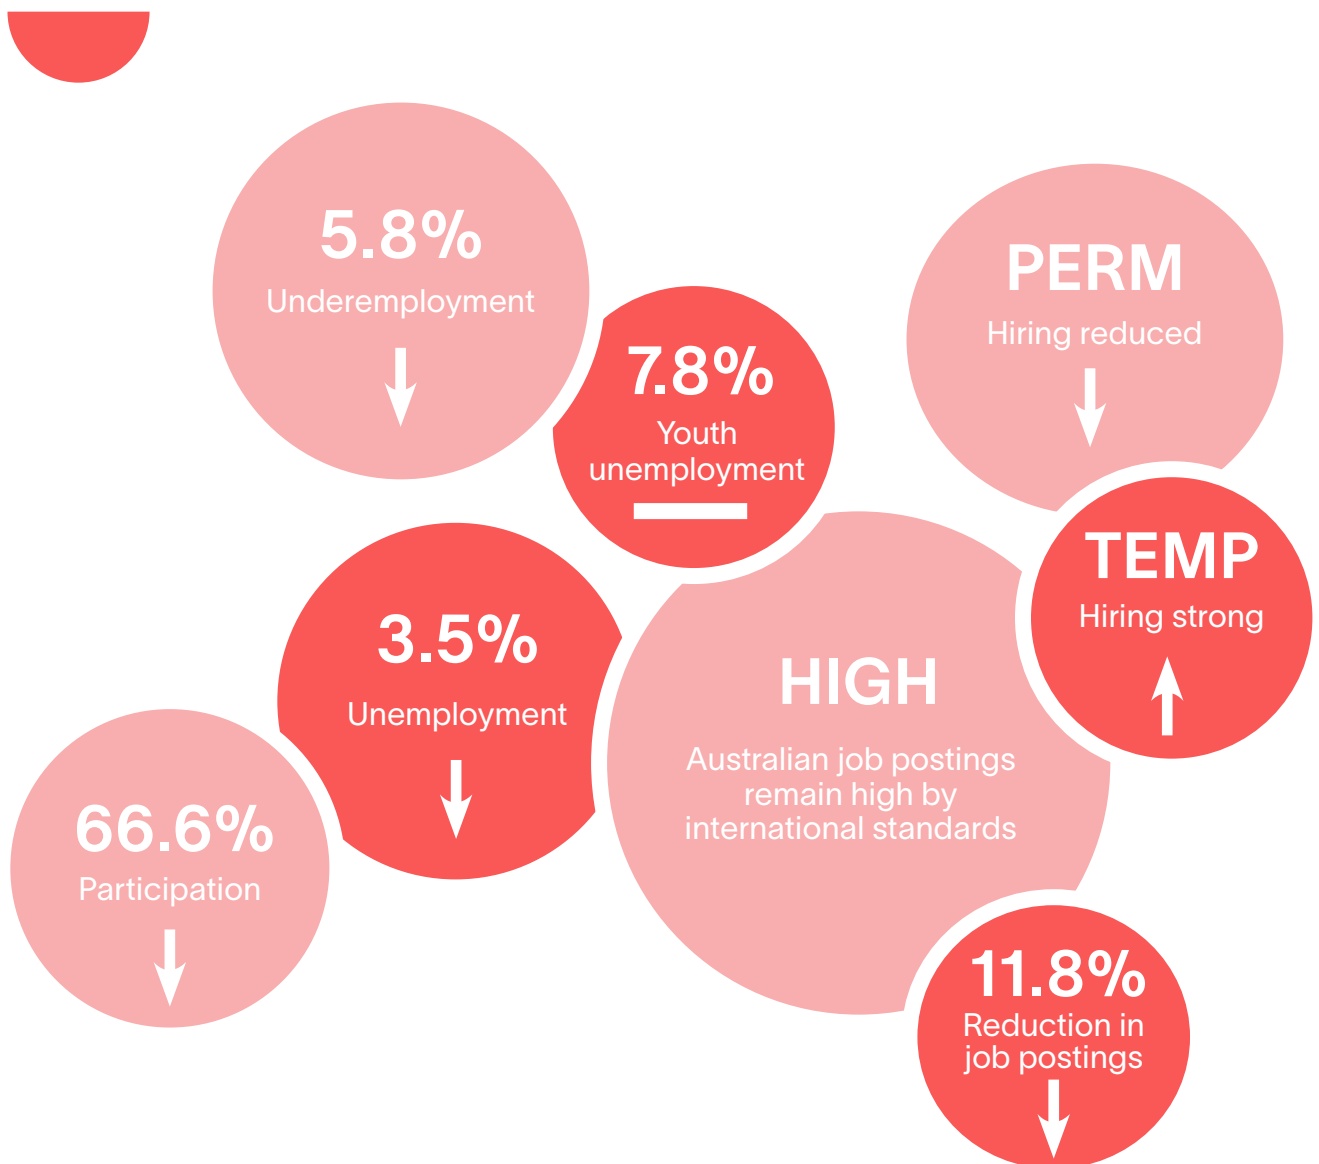 5.8%
Underemployment
7.8%
Youth
unemployment
PERM
Hiring reduced
TEMP
Hiring strong
3.5%
Unemployment
HIGH
Australian job postings
remain high by
international standards
66.6%
Participation
11.8%
Reduction in
job postings